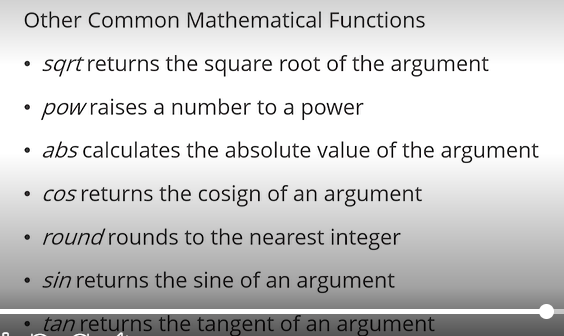 Other Common Mathematical Functions
• sqrt returns the square root of the argument
• pow raises a number to a power
• abs calculates the absolute value of the argument
• cos returns the cosign of an argument
• round rounds to the nearest integer
• sin returns the sine of an argument
• tan returns the tangent of an argument